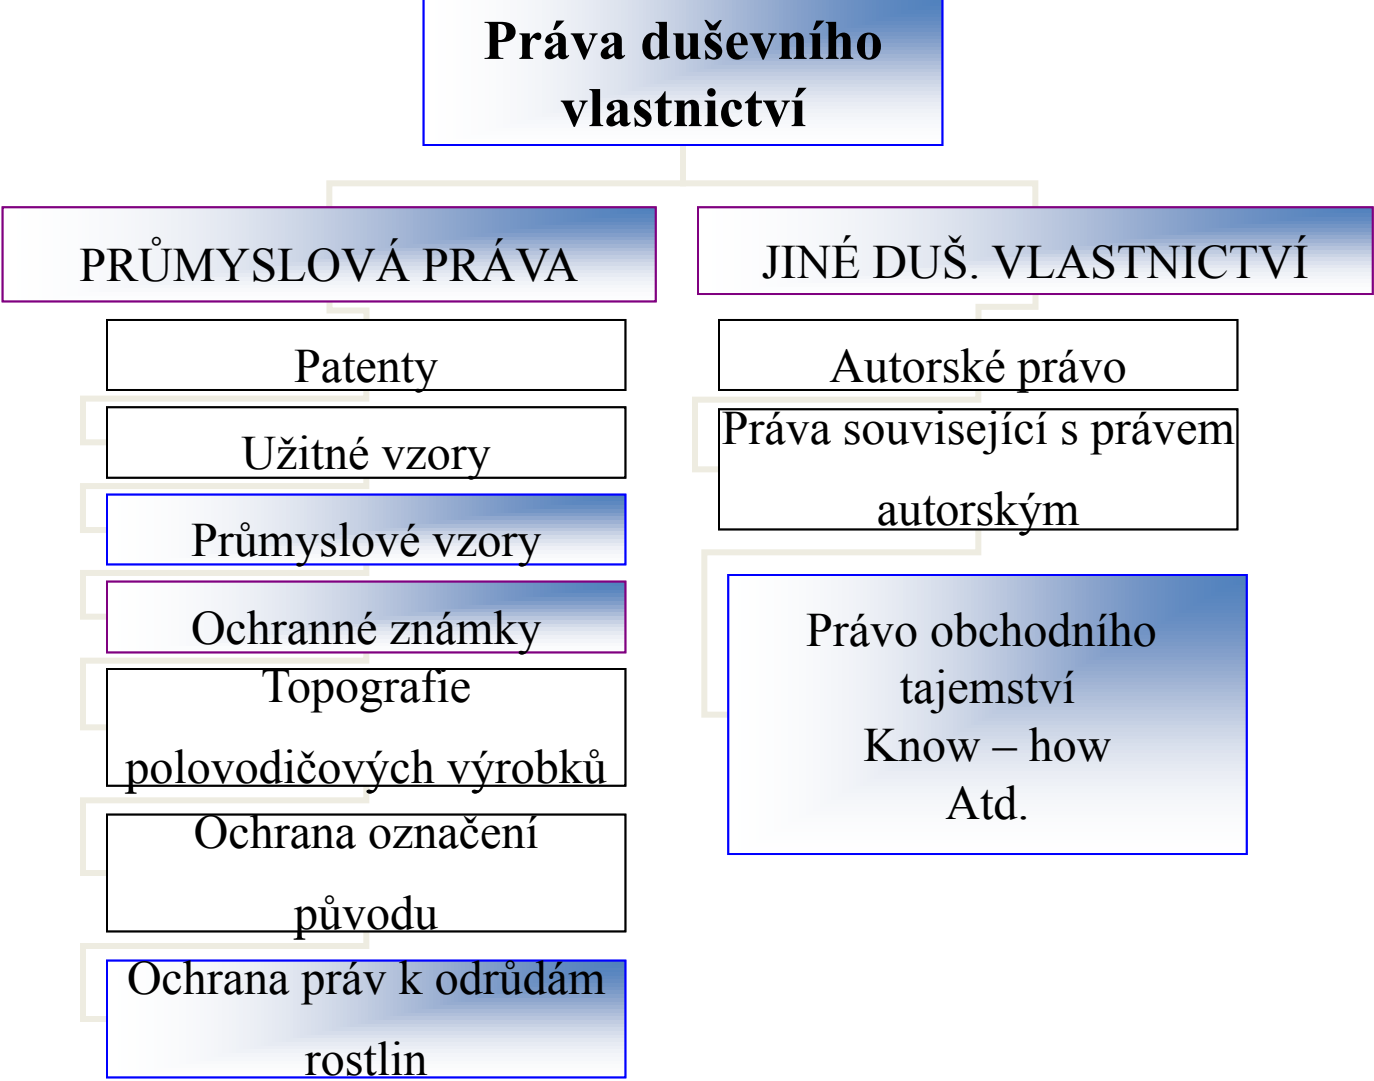 Práva duševního
vlastnictví
PRŮMYSLOVÁ PRÁVA
Patenty
Užitné vzory
Průmyslové vzory
Ochranné známky
Topografie
polovodičových výrobků
Ochrana označení
původu
Ochrana práv k odrůdám
rostlin
JINÉ DUŠ. VLASTNICTVÍ
Autorské právo
Práva související s právem
autorským
Právo obchodního
tajemství
Know – how
Atd.